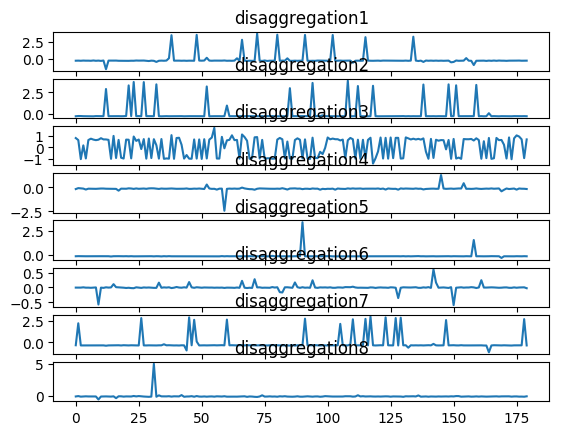 disaggregation1
2.5
0.0
disaggregation2
2.5
0.0
disaggregation3
1
0
−1
disaggregation4
0.0
−2.5
disaggregation5
2.5
0.0
disaggregation6
0.5
0.0
−0.5
disaggregation7
2.5
0.0
disaggregation8
5
0
0 25 50 75 100 125 150 175